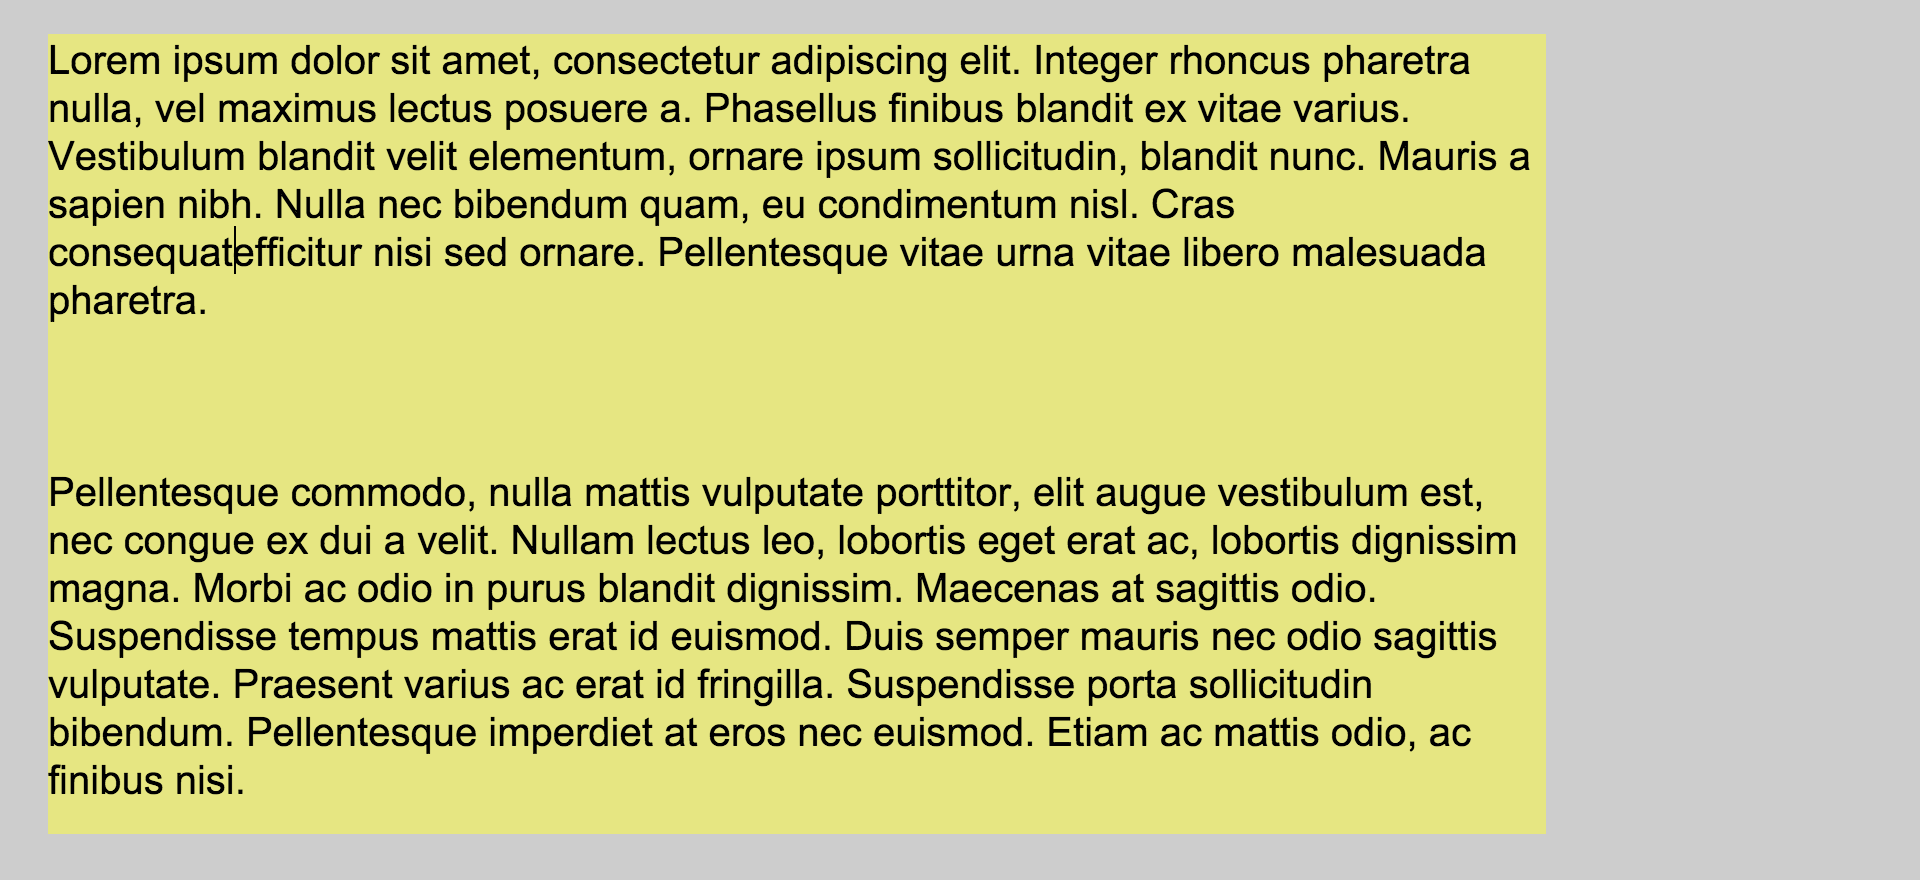 Lorem ipsum dolor sit amet, consectetur adipiscing elit. Integer rhoncus pharetra
nulla, vel maximus lectus posuere a. Phasellus finibus blandit ex vitae varius.
Vestibulum blandit velit elementum, ornare ipsum sollicitudin, blandit nunc. Mauris a
sapien nibh. Nulla nec bibendum quam, eu condimentum nisl. Cras
consequatefficitur nisi sed ornare. Pellentesque vitae urna vitae libero malesuada
pharetra.
Pellentesque commodo, nulla mattis vulputate porttitor, elit augue vestibulum est,
nec congue ex dui a velit. Nullam lectus leo, lobortis eget erat ac, lobortis dignissim
magna. Morbi ac odio in purus blandit dignissim. Maecenas at sagittis odio.
Suspendisse tempus mattis erat id euismod. Duis semper mauris nec odio sagittis
vulputate. Praesent varius ac erat id fringilla. Suspendisse porta sollicitudin
bibendum. Pellentesque imperdiet at eros nec euismod. Etiam ac mattis odio, ac
finibus nisi.